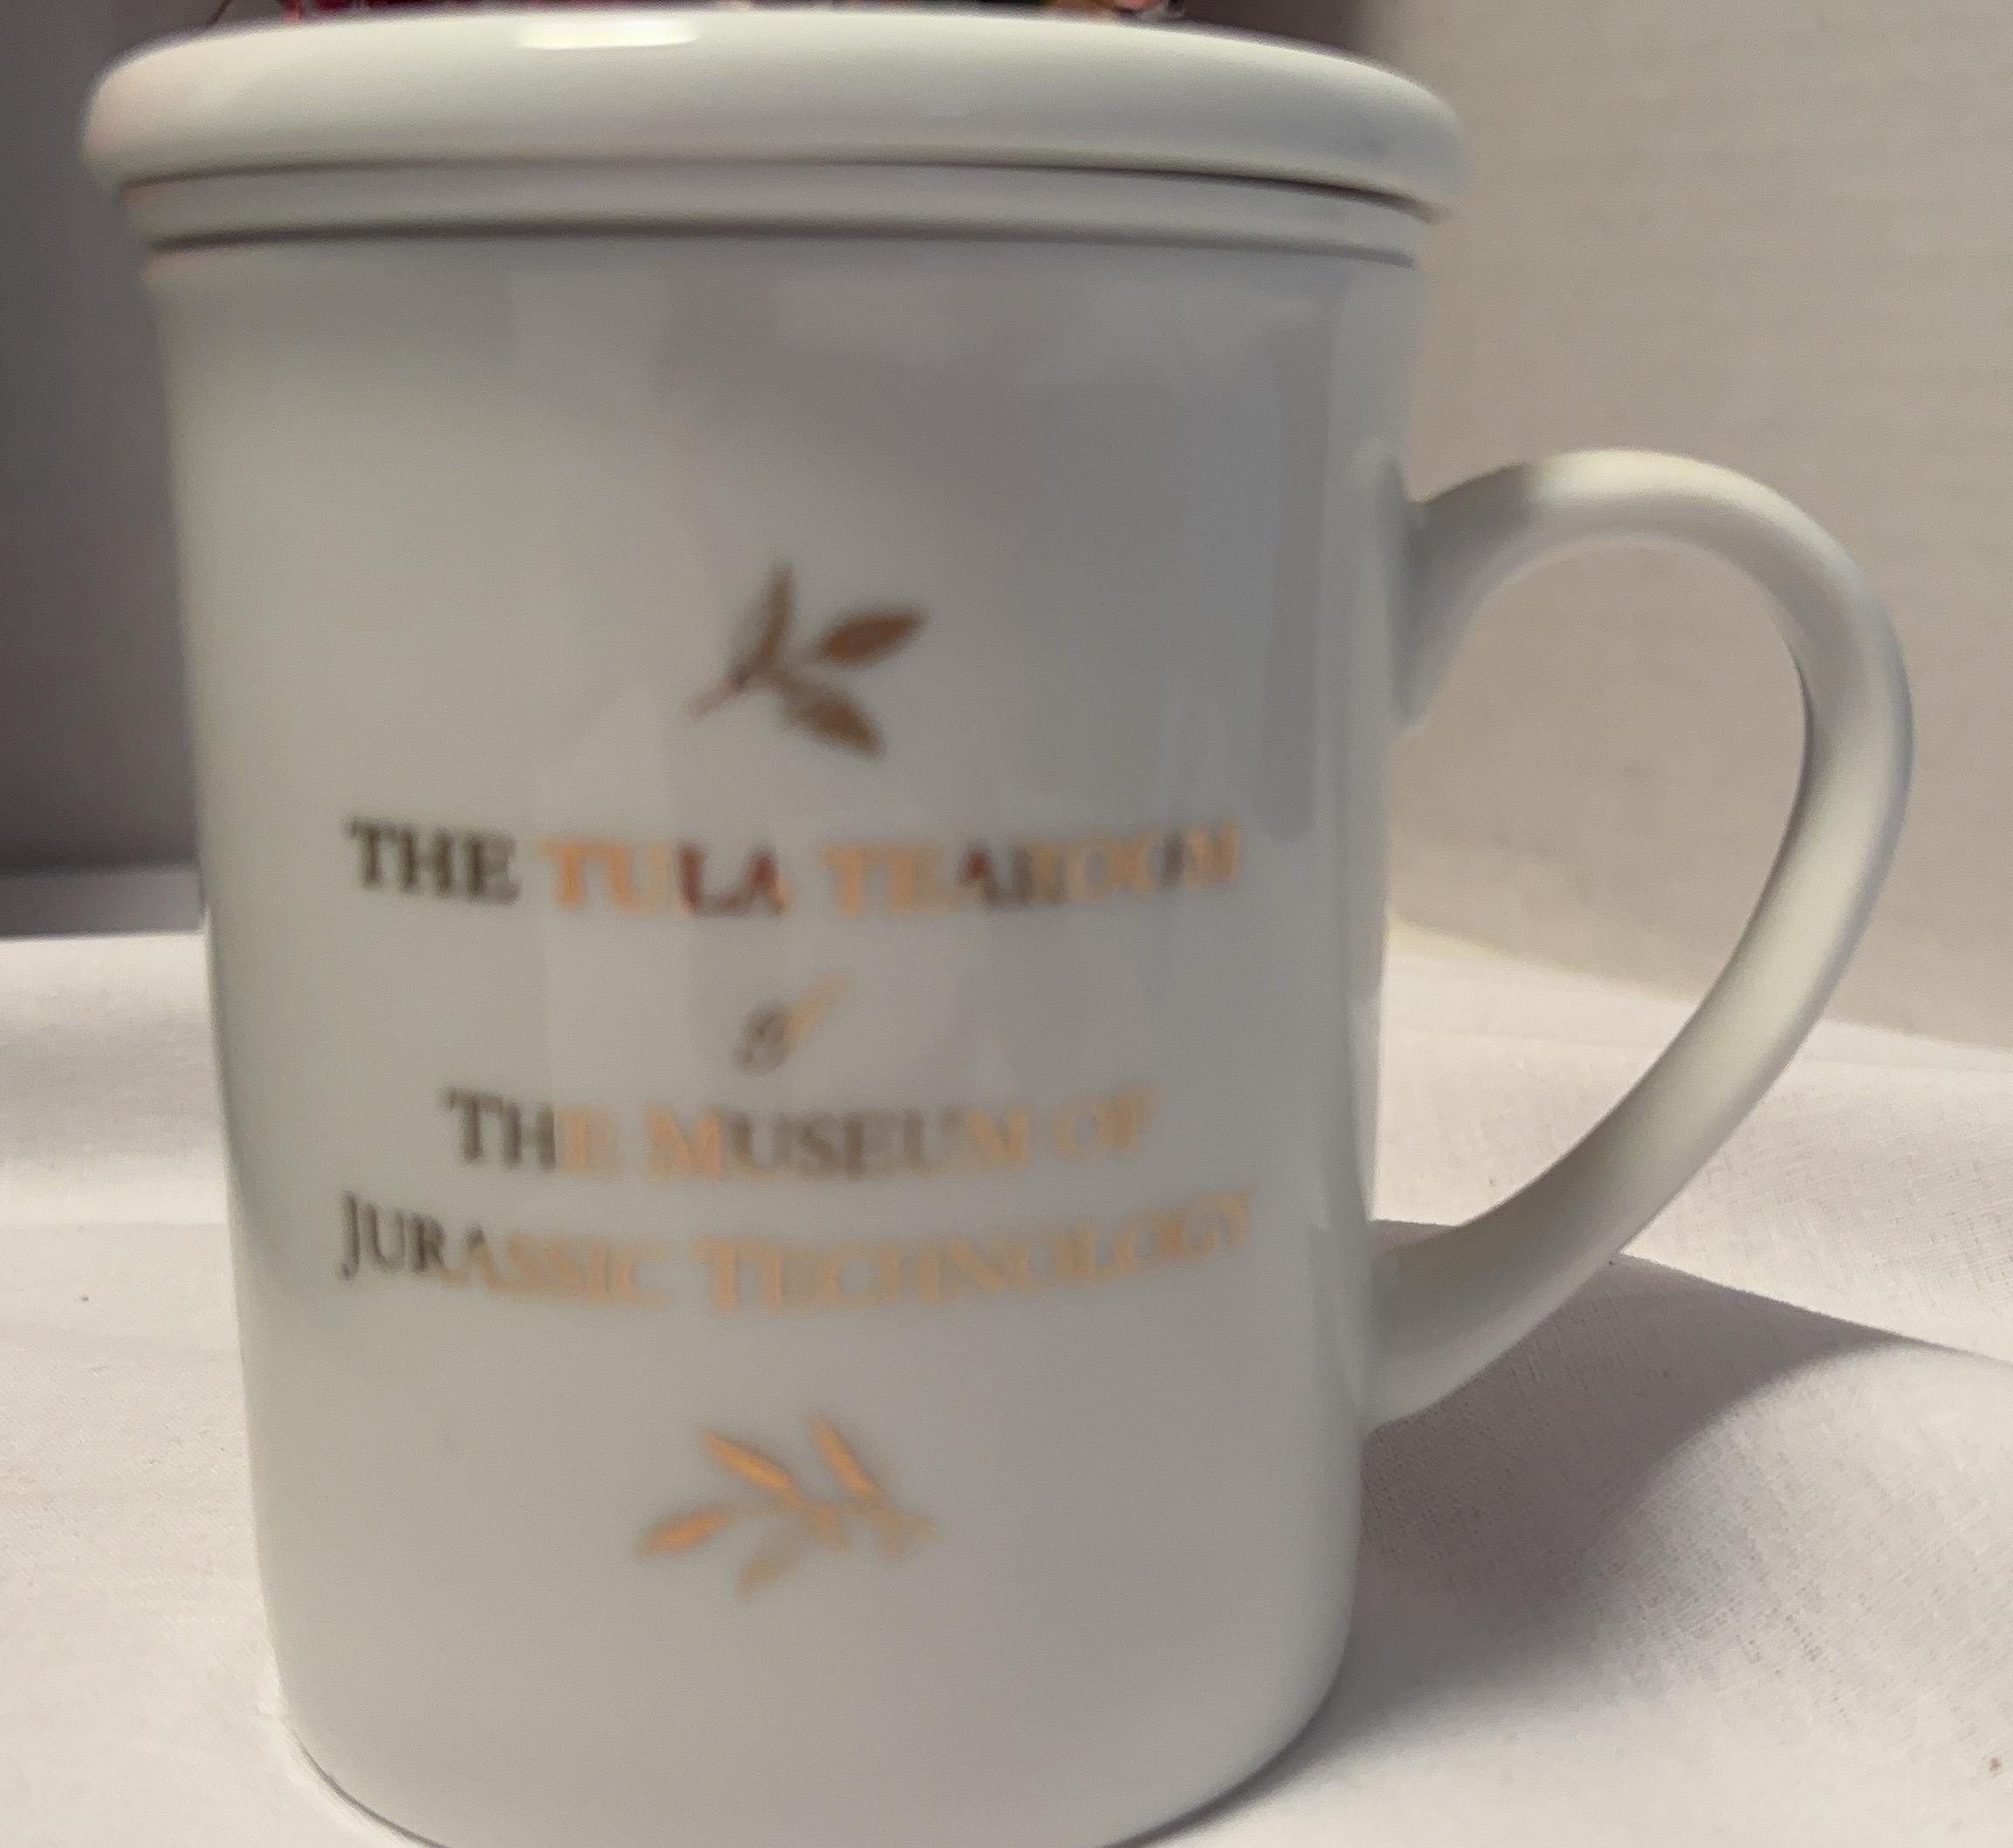 THE TULA TEAROOM
of
THE MUSEUM OF
JURASSIC TECHNOLOGY